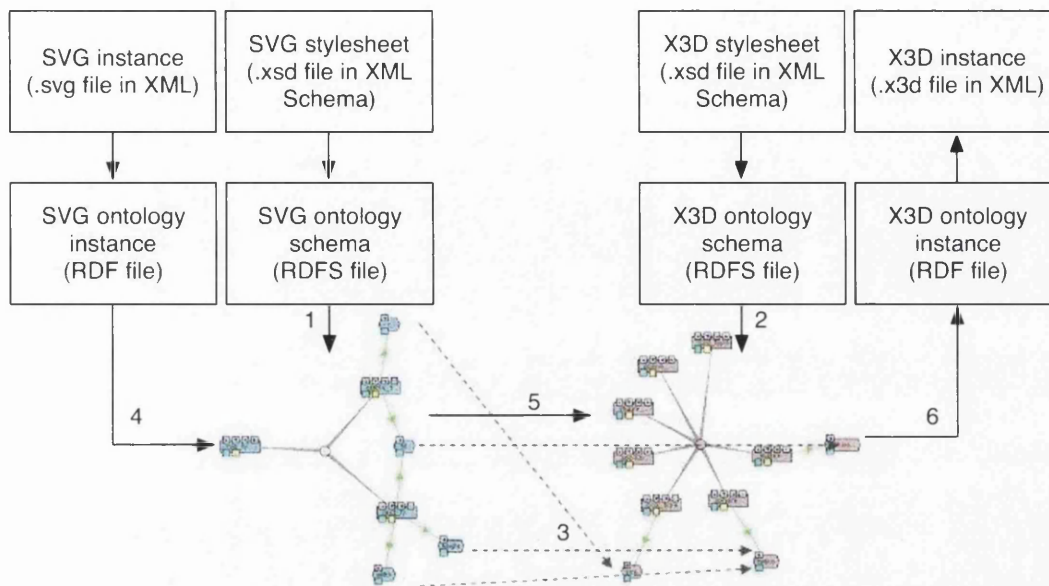 SVG instance
(.svg file in XML)
SVG stylesheet
(.xsd file in XML
Schema)
X3D stylesheet
(.xsd file in XML
Schema)
X3D instance
(.x3d file in XML)
SVG ontology
instance
(RDF file)
SVG ontology
schema
(RDFS file)
X3D ontology
schema
(RDFS file)
X3D ontology
instance
(RDF file)
1
2
4
5
6
3